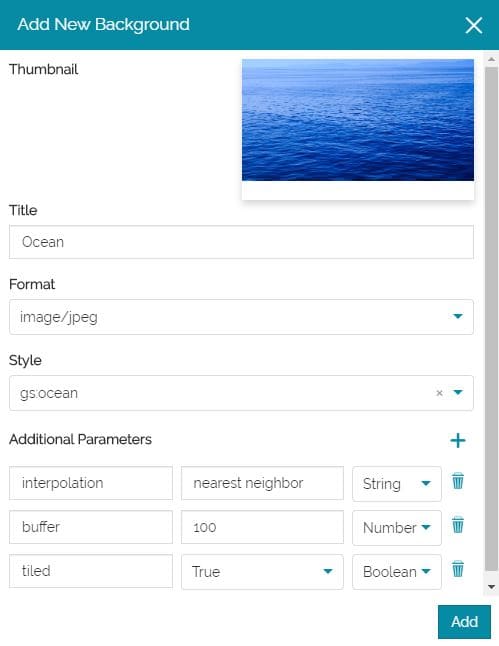 Add New Background
Thumbnail
Title
Ocean
Format
image/jpeg
Style
gs:ocean ×
Additional Parameters +
interpolation nearest neighbor String
buffer 100 Number
tiled True Boolean
Add